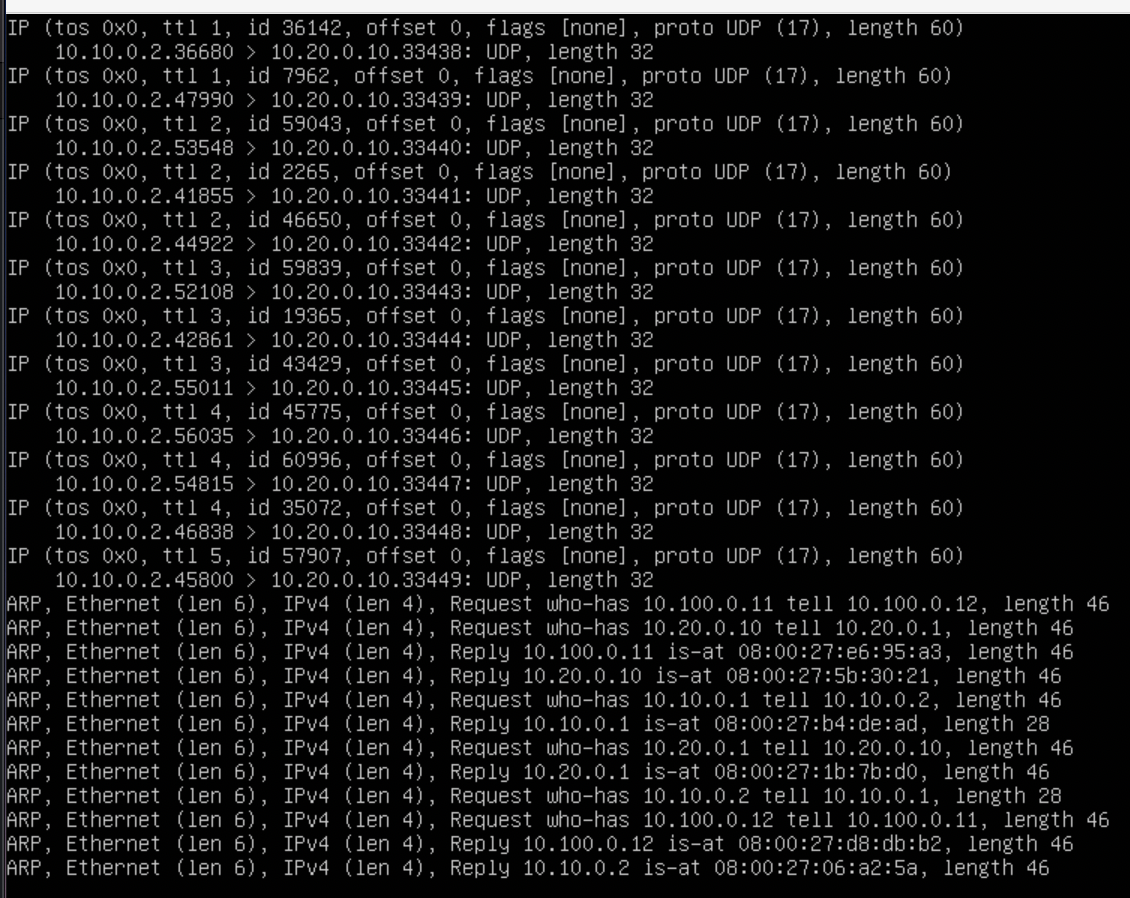 IP (tos 0x0, ttl 1, id 36142, offset 0, flags [none], proto UDP (17), length 60)
    10.10.0.2.36680 > 10.20.0.10.33438: UDP, length 32
IP (tos 0x0, ttl 1, id 7962, offset 0, flags [none], proto UDP (17), length 60)
    10.10.0.2.47990 > 10.20.0.10.33439: UDP, length 32
IP (tos 0x0, ttl 2, id 59043, offset 0, flags [none], proto UDP (17), length 60)
    10.10.0.2.53548 > 10.20.0.10.33440: UDP, length 32
IP (tos 0x0, ttl 2, id 2265, offset 0, flags [none], proto UDP (17), length 60)
    10.10.0.2.41855 > 10.20.0.10.33441: UDP, length 32
IP (tos 0x0, ttl 2, id 46650, offset 0, flags [none], proto UDP (17), length 60)
    10.10.0.2.44922 > 10.20.0.10.33442: UDP, length 32
IP (tos 0x0, ttl 3, id 59839, offset 0, flags [none], proto UDP (17), length 60)
    10.10.0.2.52108 > 10.20.0.10.33443: UDP, length 32
IP (tos 0x0, ttl 3, id 19365, offset 0, flags [none], proto UDP (17), length 60)
    10.10.0.2.42861 > 10.20.0.10.33444: UDP, length 32
IP (tos 0x0, ttl 3, id 43429, offset 0, flags [none], proto UDP (17), length 60)
    10.10.0.2.55011 > 10.20.0.10.33445: UDP, length 32
IP (tos 0x0, ttl 4, id 45775, offset 0, flags [none], proto UDP (17), length 60)
    10.10.0.2.56035 > 10.20.0.10.33446: UDP, length 32
IP (tos 0x0, ttl 4, id 60996, offset 0, flags [none], proto UDP (17), length 60)
    10.10.0.2.54815 > 10.20.0.10.33447: UDP, length 32
IP (tos 0x0, ttl 4, id 35072, offset 0, flags [none], proto UDP (17), length 60)
    10.10.0.2.46838 > 10.20.0.10.33448: UDP, length 32
IP (tos 0x0, ttl 5, id 57907, offset 0, flags [none], proto UDP (17), length 60)
    10.10.0.2.45800 > 10.20.0.10.33449: UDP, length 32
ARP, Ethernet (len 6), IPv4 (len 4), Request who-has 10.100.0.11 tell 10.100.0.12, length 46
ARP, Ethernet (len 6), IPv4 (len 4), Request who-has 10.20.0.10 tell 10.20.0.1, length 46
ARP, Ethernet (len 6), IPv4 (len 4), Reply 10.100.0.11 is-at 08:00:27:e6:95:a3, length 46
ARP, Ethernet (len 6), IPv4 (len 4), Reply 10.20.0.10 is-at 08:00:27:5b:30:21, length 46
ARP, Ethernet (len 6), IPv4 (len 4), Request who-has 10.10.0.1 tell 10.10.0.2, length 46
ARP, Ethernet (len 6), IPv4 (len 4), Reply 10.10.0.1 is-at 08:00:27:b4:de:ad, length 28
ARP, Ethernet (len 6), IPv4 (len 4), Request who-has 10.20.0.1 tell 10.20.0.10, length 46
ARP, Ethernet (len 6), IPv4 (len 4), Reply 10.20.0.1 is-at 08:00:27:1b:7b:d0, length 46
ARP, Ethernet (len 6), IPv4 (len 4), Request who-has 10.10.0.2 tell 10.10.0.1, length 28
ARP, Ethernet (len 6), IPv4 (len 4), Request who-has 10.100.0.12 tell 10.100.0.11, length 46
ARP, Ethernet (len 6), IPv4 (len 4), Reply 10.100.0.12 is-at 08:00:27:d8:db:b2, length 46
ARP, Ethernet (len 6), IPv4 (len 4), Reply 10.10.0.2 is-at 08:00:27:06:a2:5a, length 46